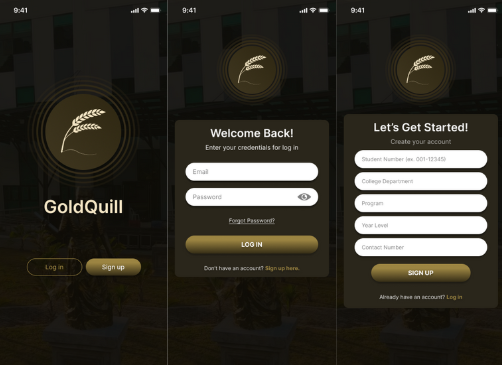 9:41
GoldQuill
Log in
Sign up
9:41
Welcome Back!
Enter your credentials for log in
Email
Password
Forgot Password?
LOG IN
Don't have an account? Sign up here.
9:41
Let's Get Started!
Create your account
Student Number (ex. 001-12345)
College Department
Program
Year Level
Contact Number
SIGN UP
Already have an account? Log in